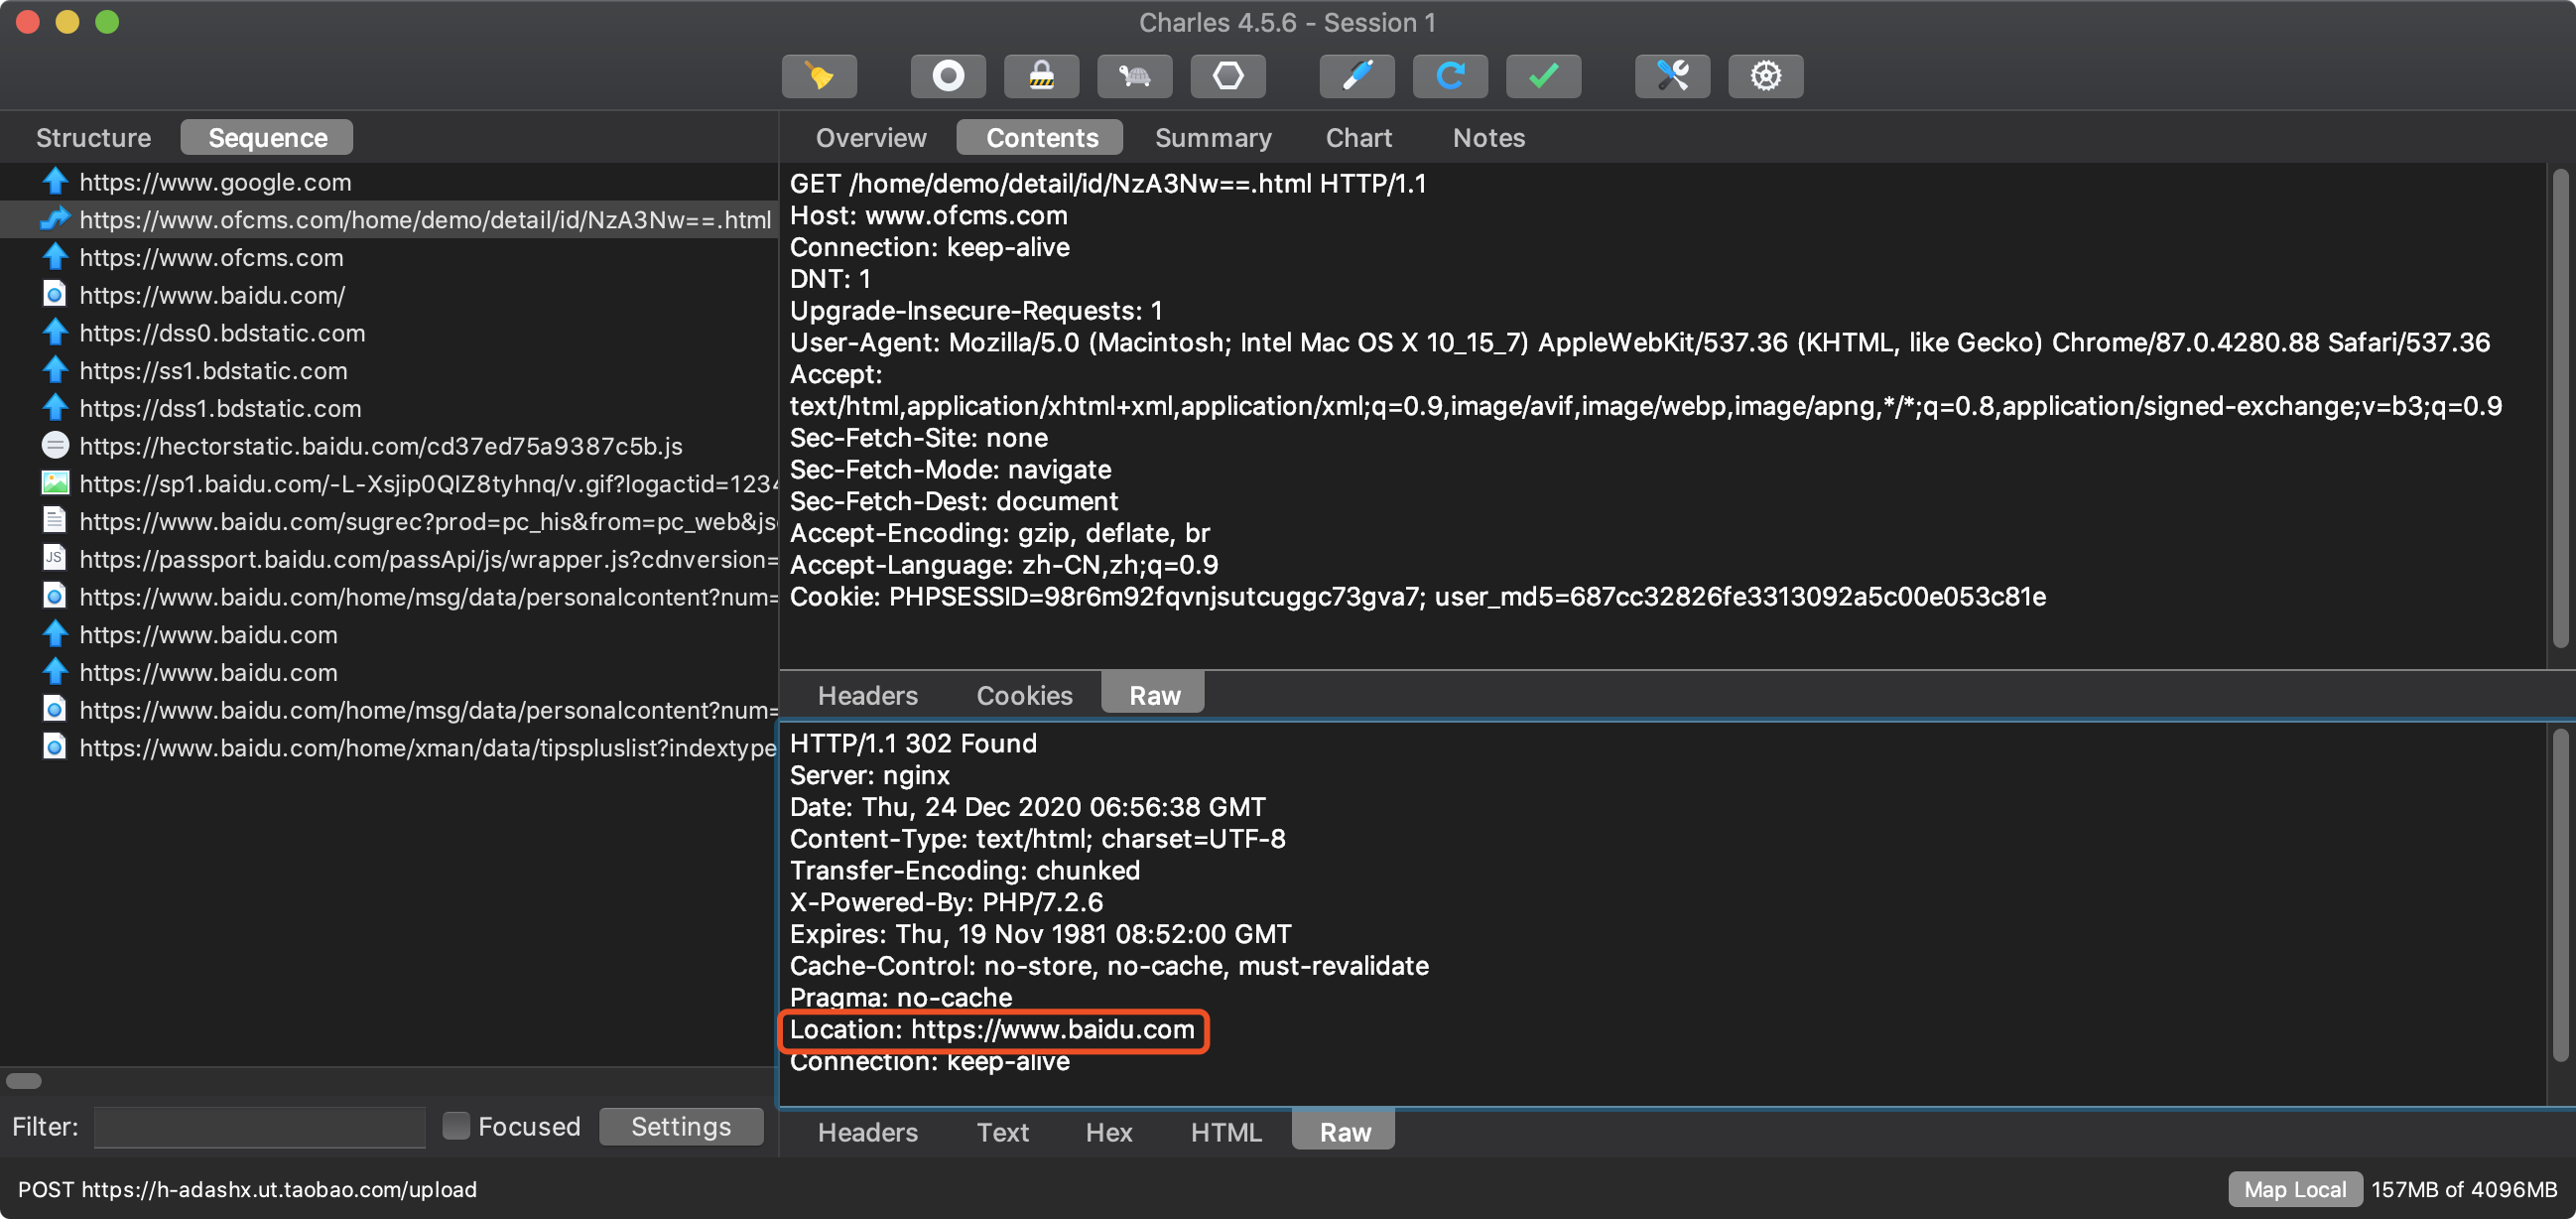 Charles 4.5.6 - Session 1
Structure
Sequence
Overview
Contents
Summary
Chart
Notes
https://www.google.com
https://www.ofcms.com/home/demo/detail/id/NzA3Nw==.html
https://www.ofcms.com
https://www.baidu.com/
https://dss0.bdstatic.com
https://ss1.bdstatic.com
https://dss1.bdstatic.com
https://hectorstatic.baidu.com/cd37ed75a9387c5b.js
https://sp1.baidu.com/-L-Xsjip0QIZ8tyhnq/v.gif?logactid=1234
https://www.baidu.com/sugrec?prod=pc_his&from=pc_web&js
JS
https://passport.baidu.com/passApi/js/wrapper.js?cdnversion=
https://www.baidu.com/home/msg/data/personalcontent?num=
https://www.baidu.com
https://www.baidu.com
https://www.baidu.com/home/msg/data/personalcontent?num=
https://www.baidu.com/home/xman/data/tipspluslist?indextype
Filter:
Focused
Settings
GET /home/demo/detail/id/NzA3Nw==.html HTTP/1.1
Host: www.ofcms.com
Connection: keep-alive
DNT: 1
Upgrade-Insecure-Requests: 1
User-Agent: Mozilla/5.0 (Macintosh; Intel Mac OS X 10_15_7) AppleWebKit/537.36 (KHTML, like Gecko) Chrome/87.0.4280.88 Safari/537.36
Accept:
text/html,application/xhtml+xml,application/xml;q=0.9,image/avif,image/webp,image/apng,*/*;q=0.8,application/signed-exchange;v=b3;q=0.9
Sec-Fetch-Site: none
Sec-Fetch-Mode: navigate
Sec-Fetch-Dest: document
Accept-Encoding: gzip, deflate, br
Accept-Language: zh-CN,zh;q=0.9
Cookie: PHPSESSID=98r6m92fqvnjsutcuggc73gva7; user_md5=687cc32826fe3313092a5c00e053c81e
Headers
Cookies
Raw
HTTP/1.1 302 Found
Server: nginx
Date: Thu, 24 Dec 2020 06:56:38 GMT
Content-Type: text/html; charset=UTF-8
Transfer-Encoding: chunked
X-Powered-By: PHP/7.2.6
Expires: Thu, 19 Nov 1981 08:52:00 GMT
Cache-Control: no-store, no-cache, must-revalidate
Pragma: no-cache
Location: https://www.baidu.com
Connection: keep-alive
Headers
Text
Hex
HTML
Raw
POST https://h-adashx.ut.taobao.com/upload
Map Local
157MB of 4096MB